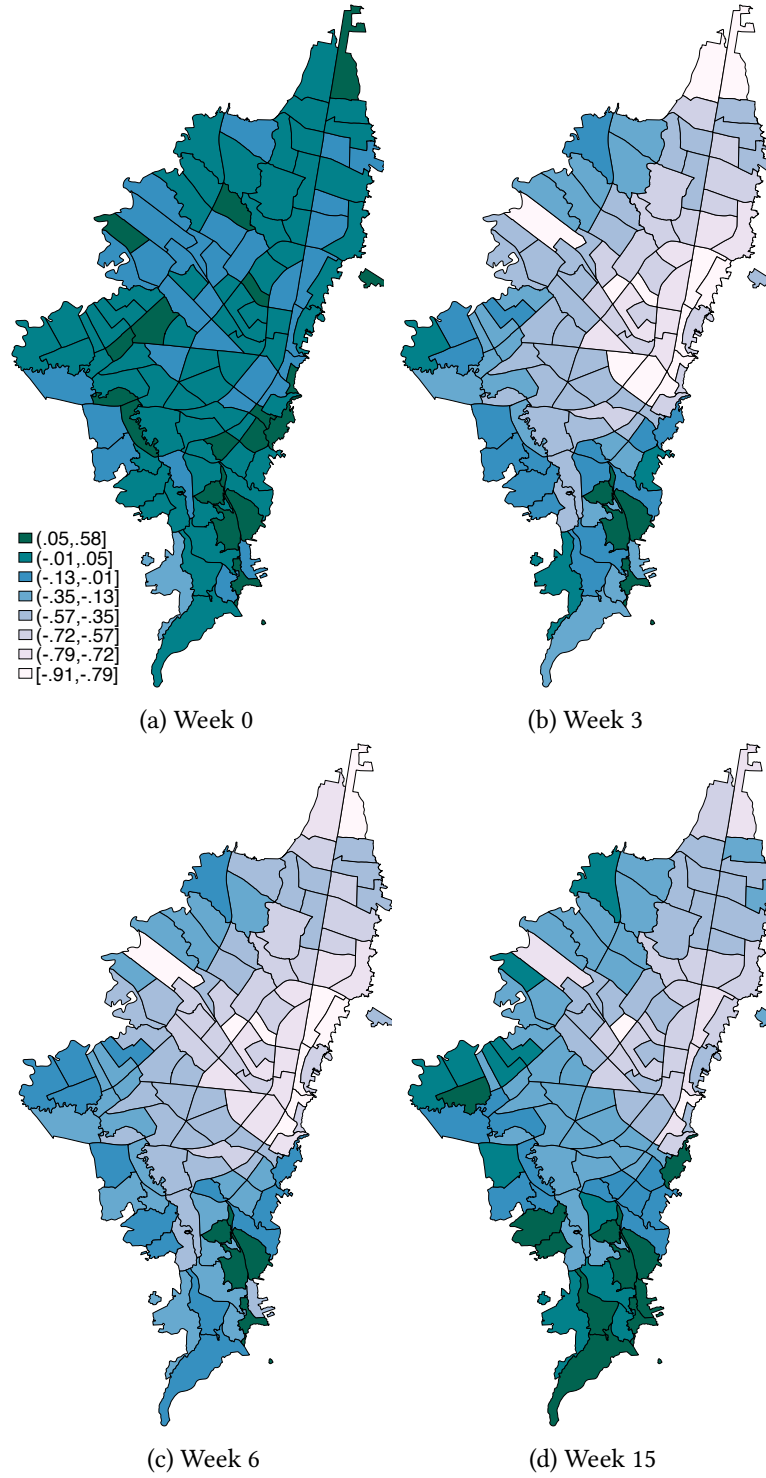 (.05,.58]
(-.01,.05]
(-.13,-.01]
(-.35,-.13]
(-.57,-.35]
(-.72,-.57]
(-.79,-.72]
[-.91,-.79]
(a) Week 0
(b) Week 3
(c) Week 6
(d) Week 15